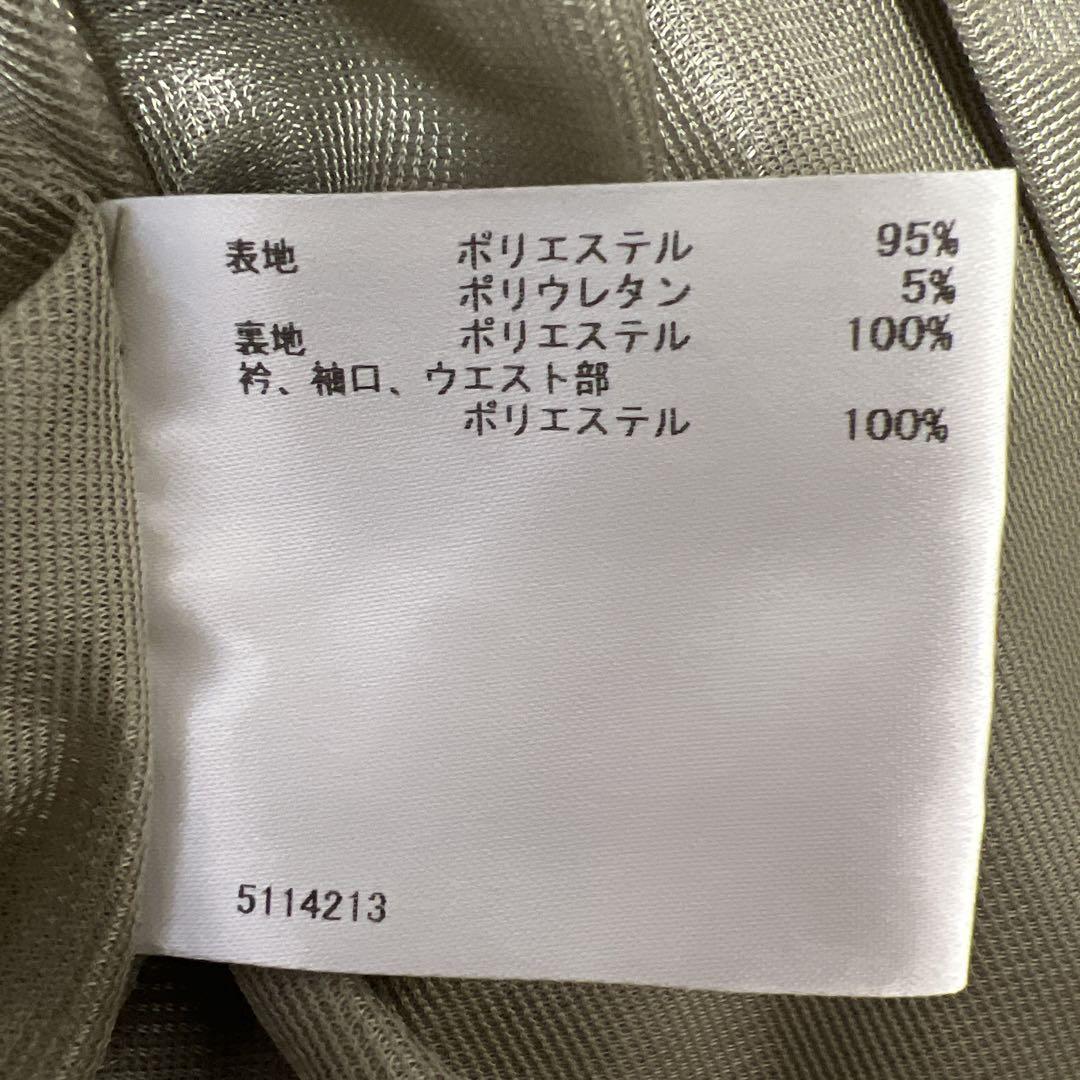 表地 ポリエステル 95%
ポリウレタン 5%
裏地 ポリエステル 100%
衿、袖口、ウエスト部
ポリエステル 100%
5114213